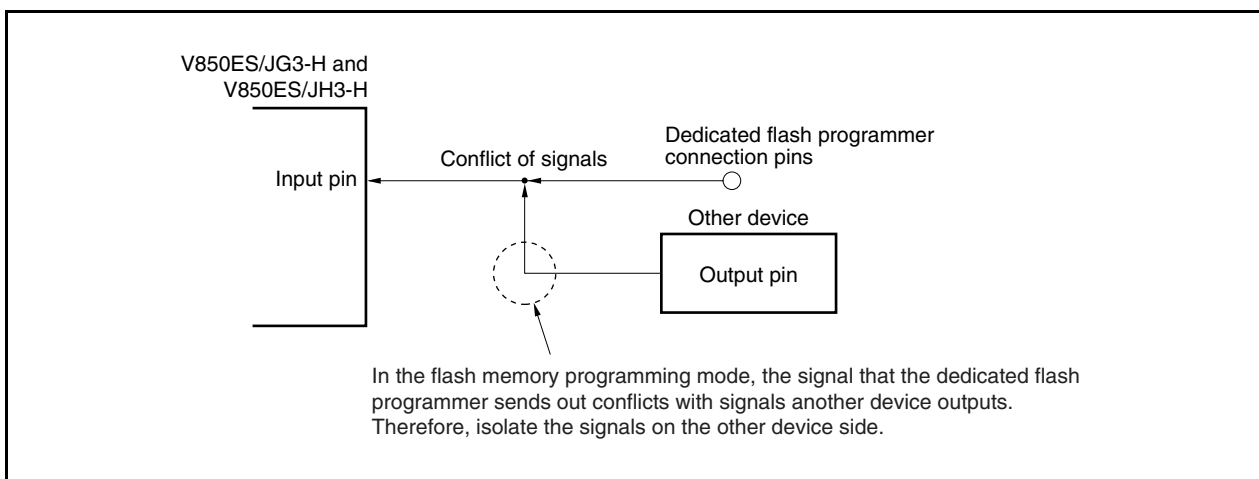 V850ES/JG3-H and
V850ES/JH3-H
Dedicated flash programmer
connection pins
Conflict of signals
Input pin
Other device
Output pin
In the flash memory programming mode, the signal that the dedicated flash
programmer sends out conflicts with signals another device outputs.
Therefore, isolate the signals on the other device side.